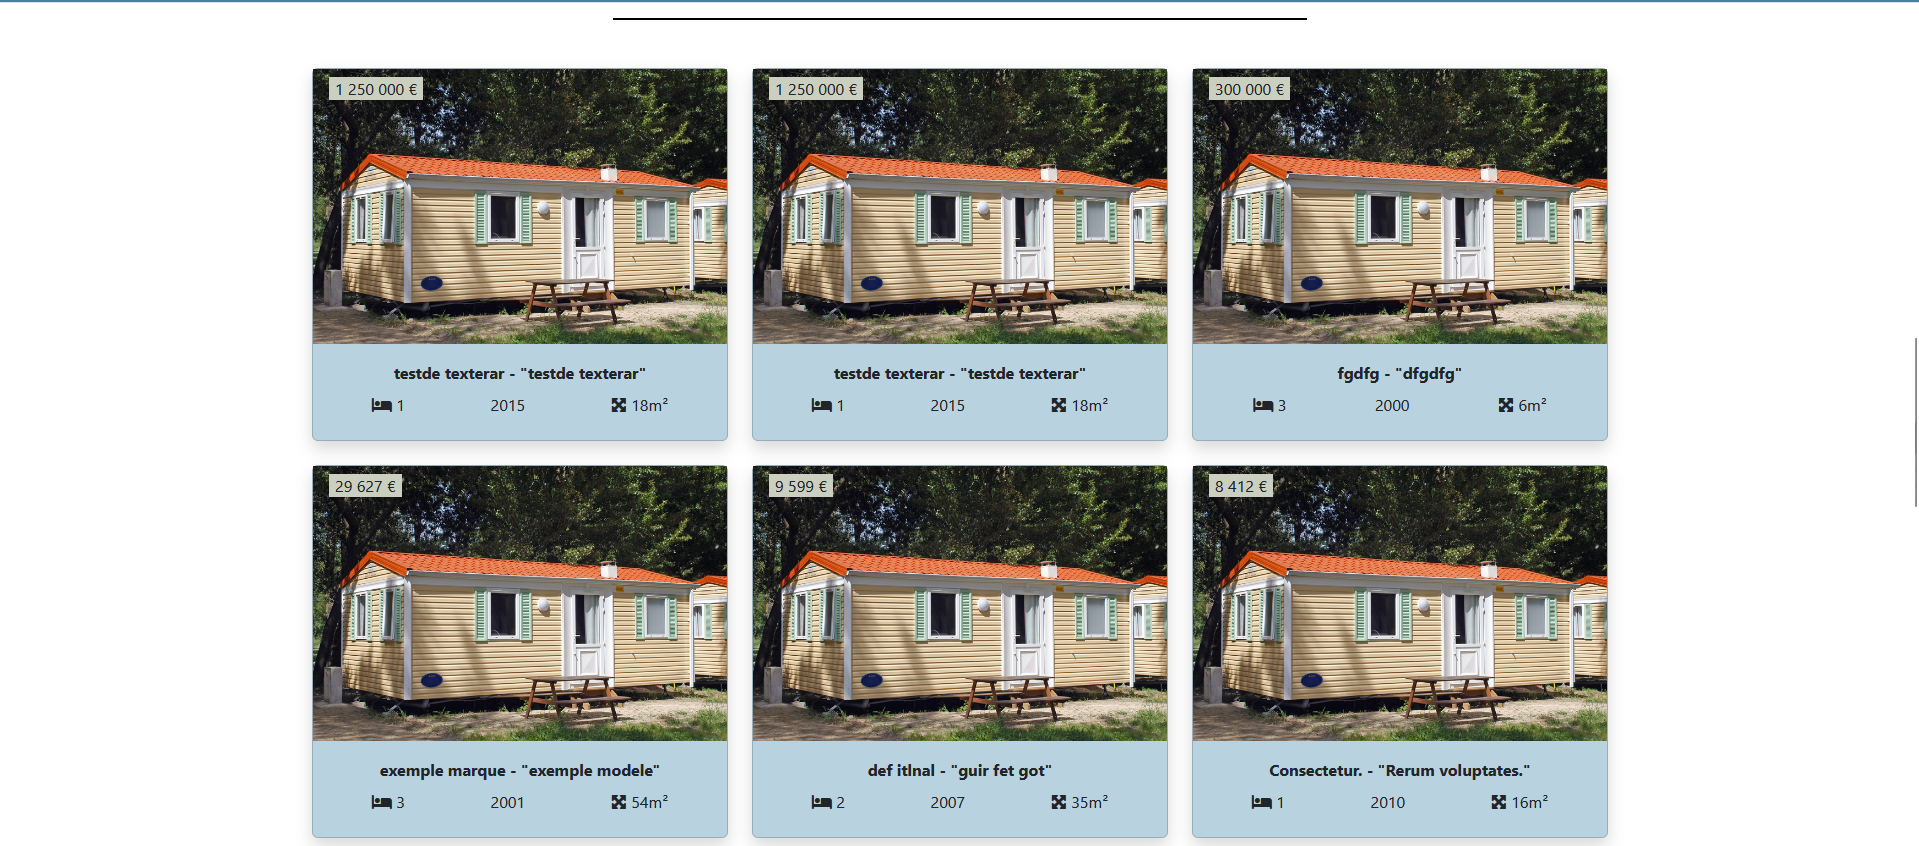 1 250 000 €
testde texterar - "testde texterar"
1 2015 18m²
1 250 000 €
testde texterar - "testde texterar"
1 2015 18m²
300 000 €
fgdfg - "dfgdfg"
3 2000 6m²
29 627 €
exemple marque - "exemple modele"
3 2001 54m²
9 599 €
def itlnal - "guir fet got"
2 2007 35m²
8 412 €
Consectetur. - "Rerum voluptates."
1 2010 16m²